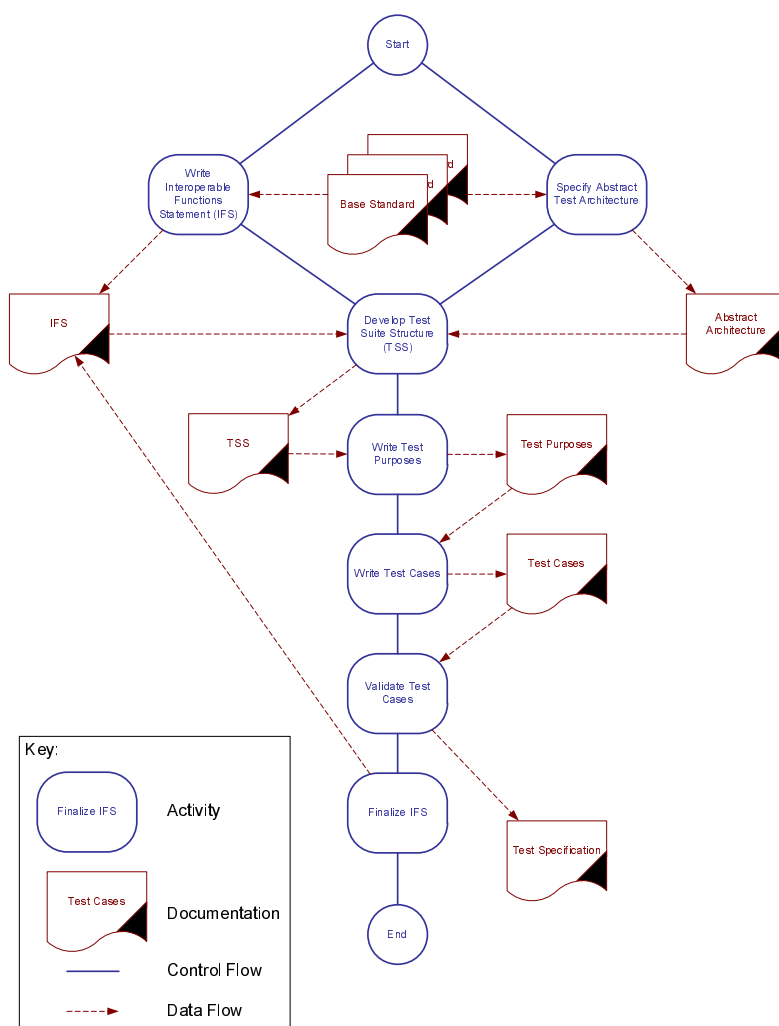 Start
Write
Interoperable
Functions
Statement (IFS)
d
d
Base Standard
Specify Abstract
Test Architecture
IFS
Develop Test
Suite Structure
(TSS)
Abstract
Architecture
TSS
Write Test
Purposes
Test Purposes
Write Test Cases
Test Cases
Validate Test
Cases
Key:
Finalize IFS
Activity
Finalize IFS
Test Specification
Test Cases
Documentation
End
Control Flow
Data Flow